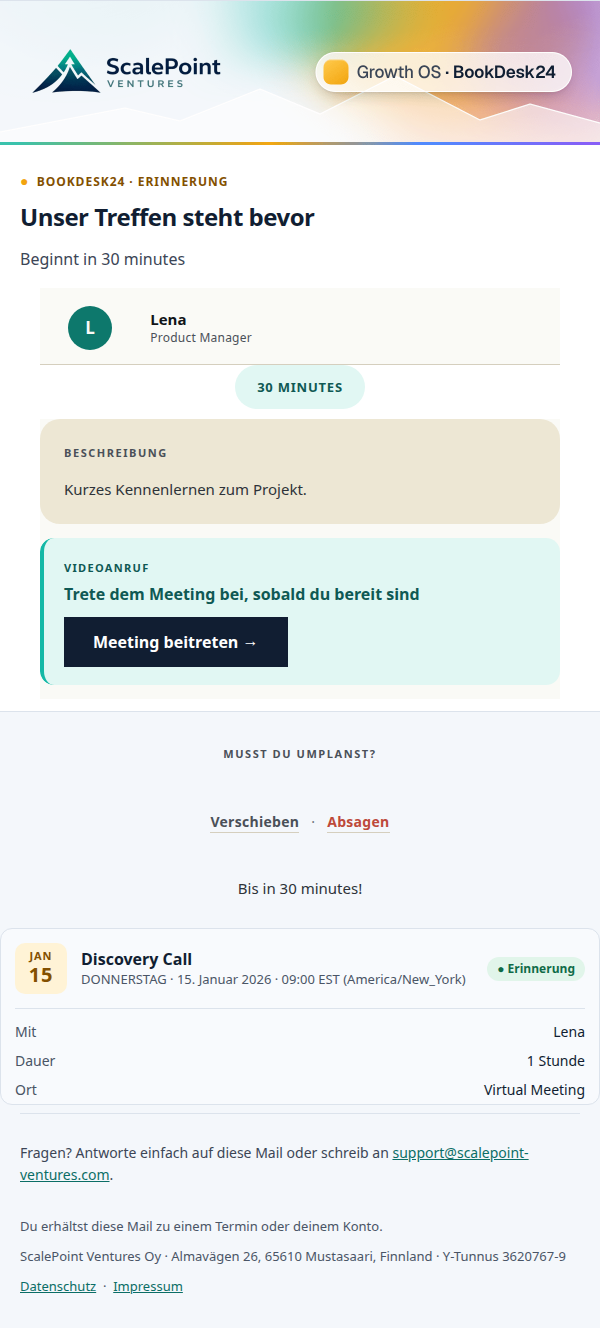 ScalePoint
VENTURES
Growth OS · BookDesk24
BOOKDESK24 · ERINNERUNG
Unser Treffen steht bevor
Beginnt in 30 minutes
L
Lena
Product Manager
30 MINUTES
BESCHREIBUNG
Kurzes Kennenlernen zum Projekt.
VIDEOANRUF
Trete dem Meeting bei, sobald du bereit sind
Meeting beitreten →
MUSST DU UMPLANST?
Verschieben · Absagen
Bis in 30 minutes!
JAN
15
Discovery Call
DONNERSTAG · 15. Januar 2026 · 09:00 EST (America/New_York)
● Erinnerung
Mit Lena
Dauer 1 Stunde
Ort Virtual Meeting
Fragen? Antworte einfach auf diese Mail oder schreib an support@scalepoint-
ventures.com.
Du erhältst diese Mail zu einem Termin oder deinem Konto.
ScalePoint Ventures Oy · Almavägen 26, 65610 Mustasaari, Finnland · Y-Tunnus 3620767-9
Datenschutz · Impressum